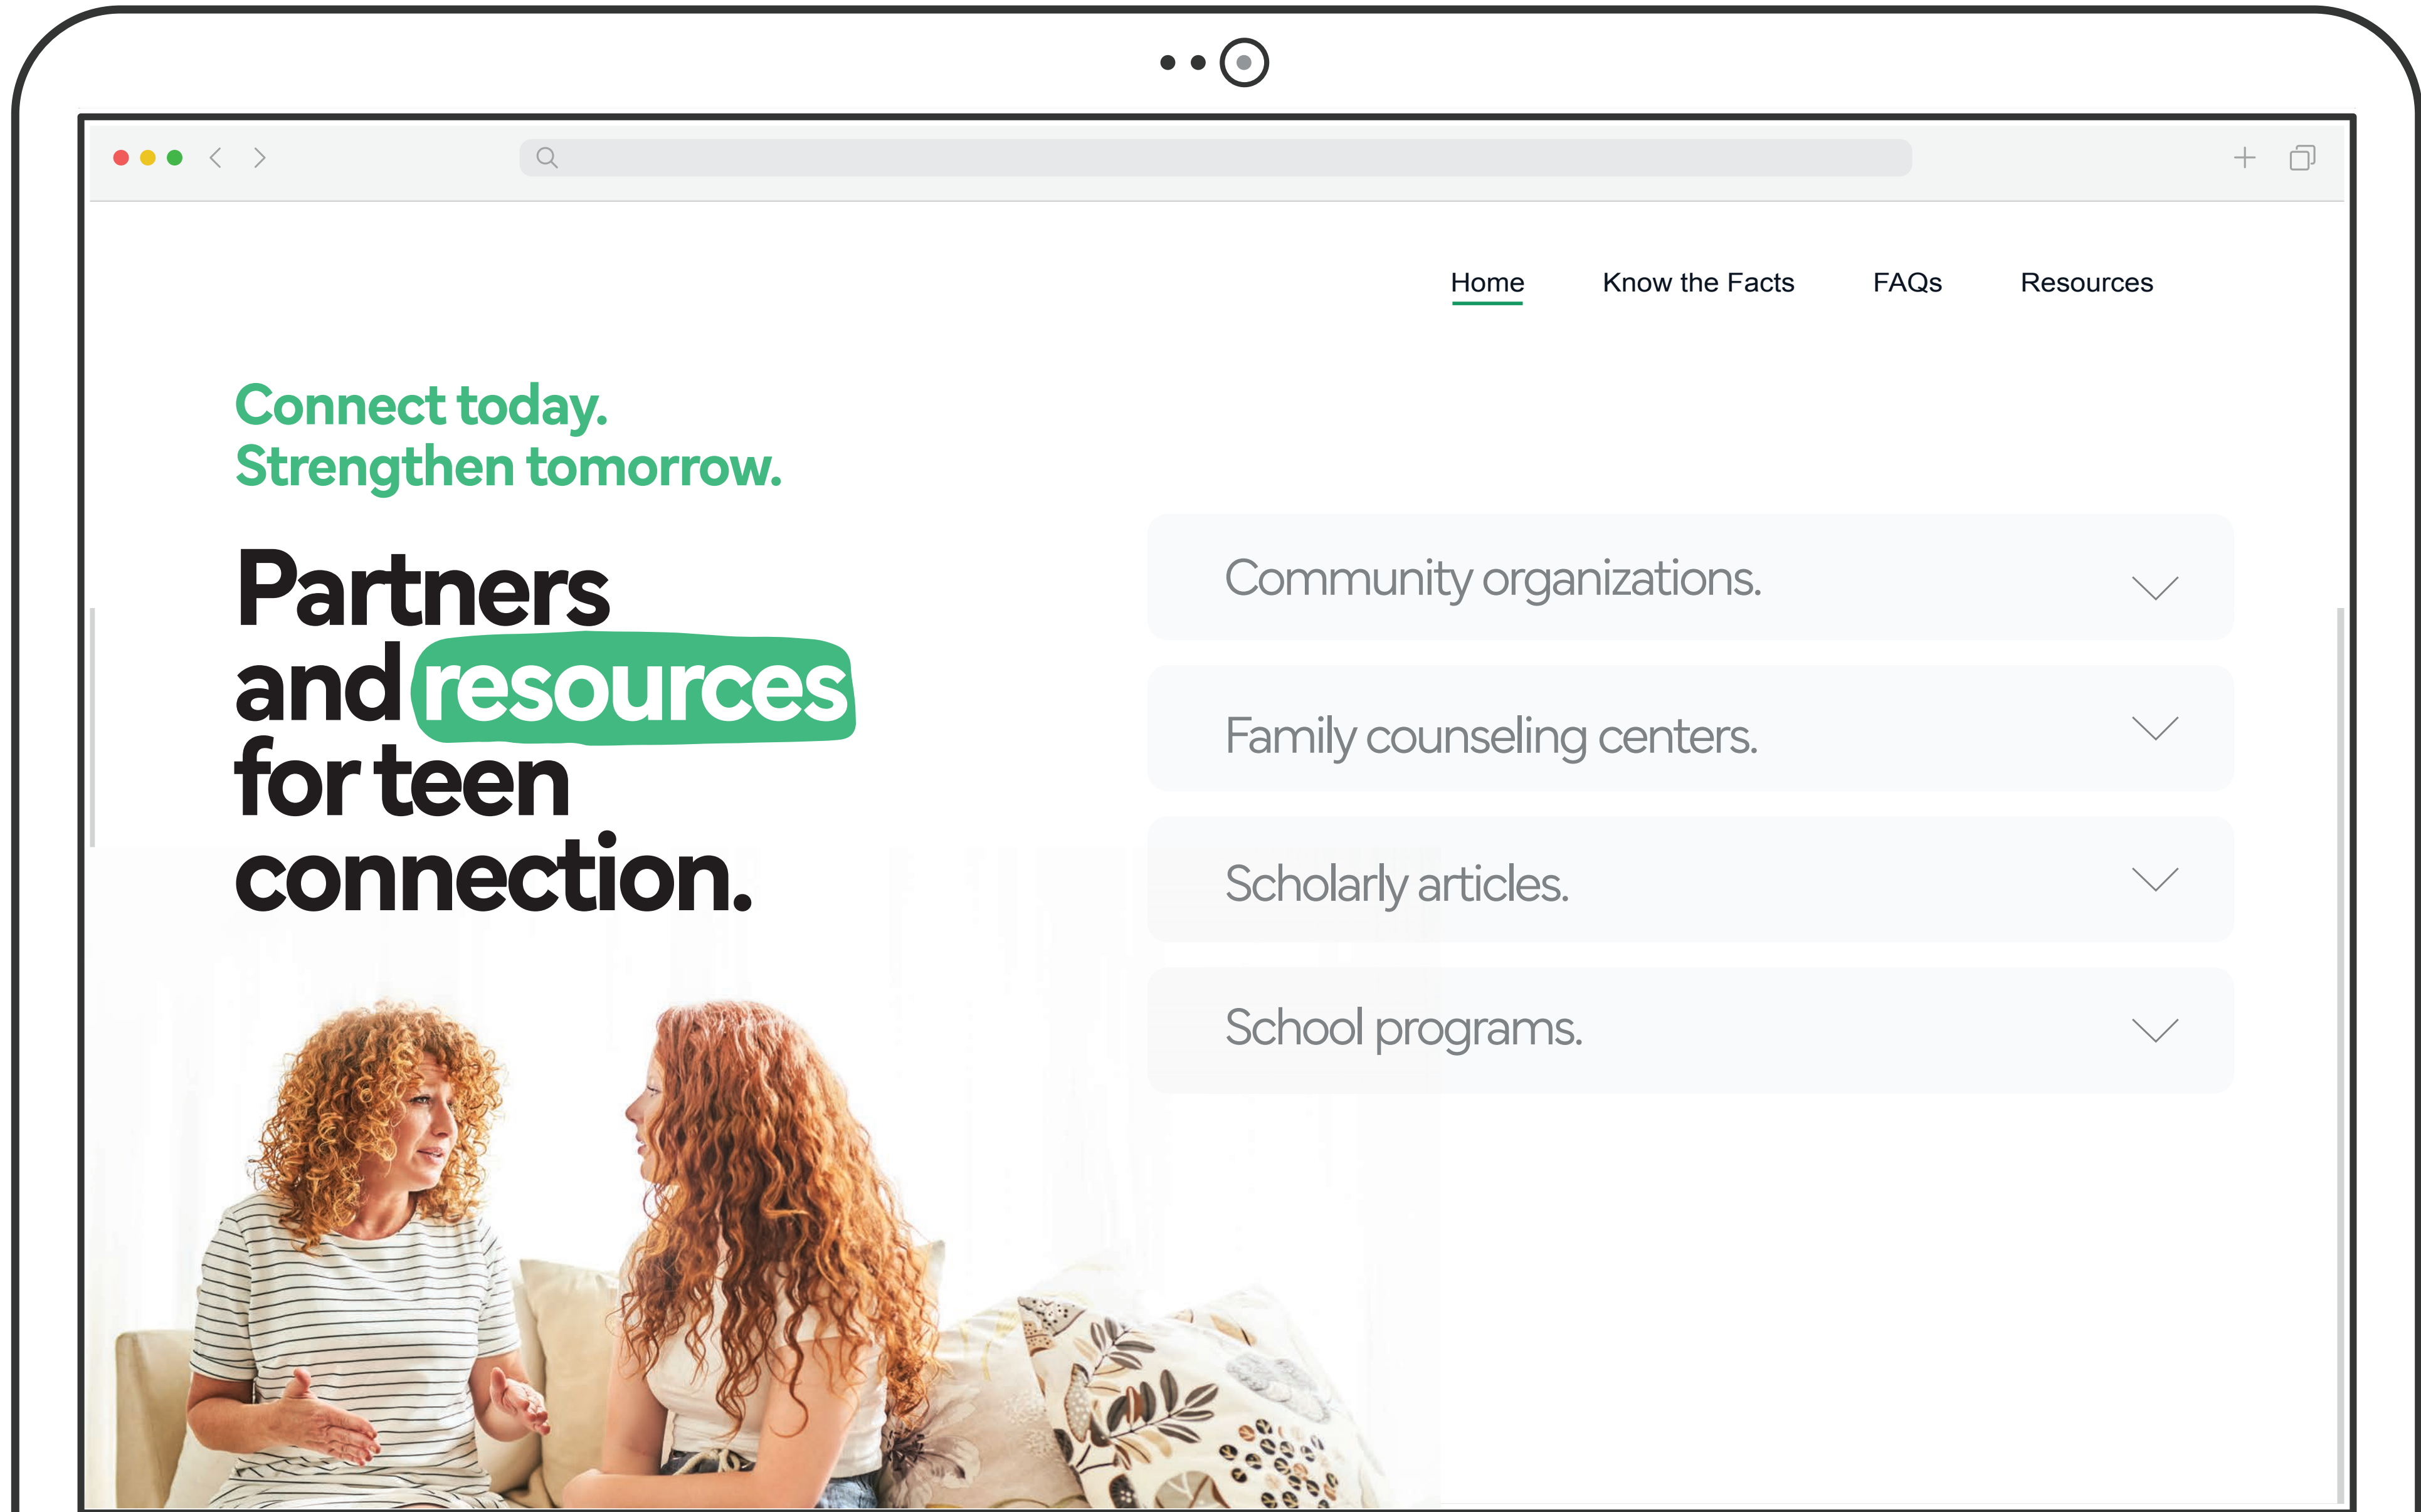 Home
Know the Facts
FAQs
Resources
Connect today.
Strengthen tomorrow.
Partners
and resources
for teen
connection.
Community organizations.
Family counseling centers.
Scholarly articles.
School programs.